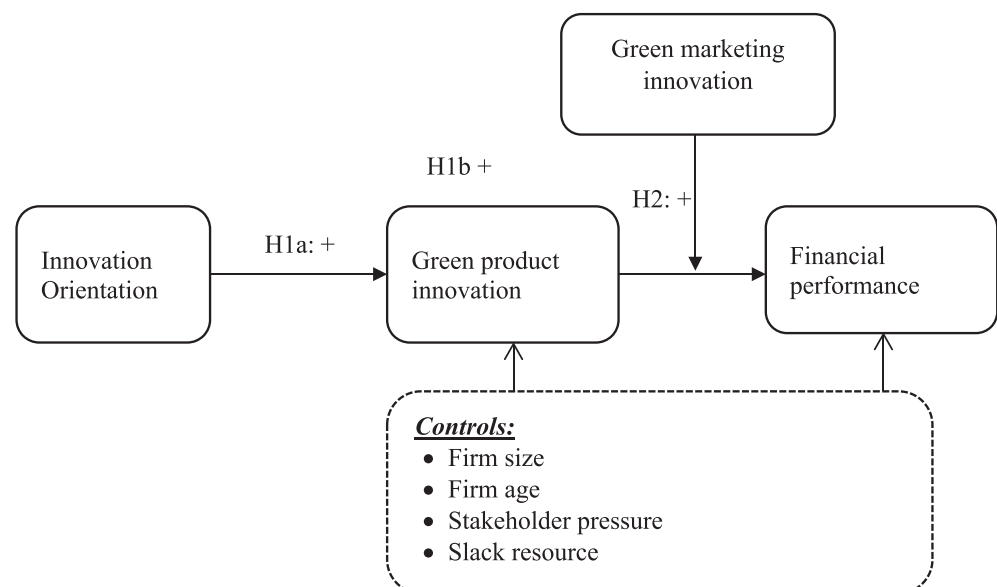 Green marketing
innovation
H1b +
H2: +
H1a: +
Innovation
Orientation
Green product
innovation
Financial
performance
Controls:
• Firm size
• Firm age
• Stakeholder pressure
• Slack resource